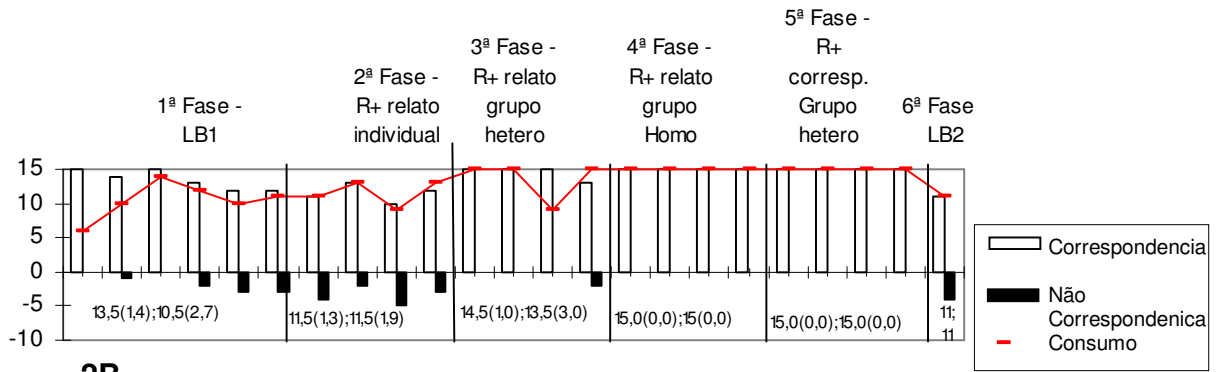 1ª Fase -
LB1
2ª Fase -
R+ relato
individual
3ª Fase -
R+ relato
grupo
hetero
4ª Fase -
R+ relato
grupo
Homo
5ª Fase -
R+
corresp.
Grupo
hetero
6ª Fase
LB2
15
10
5
0
-5
-10
13,5(1,4);10,5(2,7)
11,5(1,3);11,5(1,9)
14,5(1,0);13,5(3,0)
15,0(0,0);15(0,0)
15,0(0,0);15,0(0,0)
11;
11
Correspondencia
Não
Correspondenica
Consumo